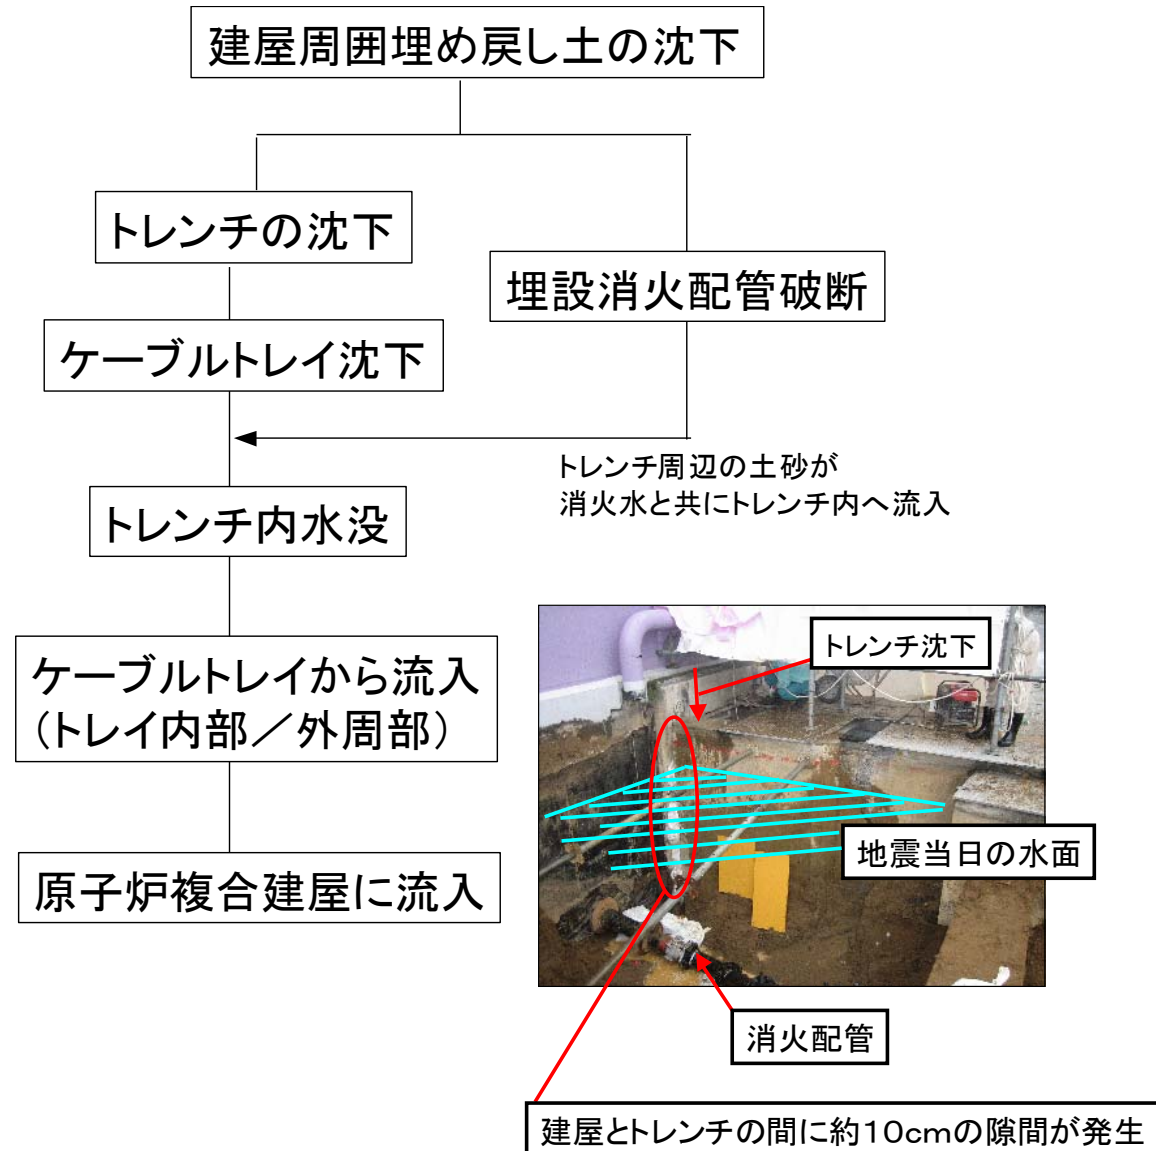 建屋周囲埋め戻し土の沈下
トレンチの沈下
埋設消火配管破断
ケーブルトレイ沈下
トレンチ周辺の土砂が
消火水と共にトレンチ内へ流入
トレンチ内水没
ケーブルトレイから流入
(トレイ内部／外周部)
原子炉複合建屋に流入
トレンチ沈下
地震当日の水面
消火配管
建屋とトレンチの間に約10cmの隙間が発生